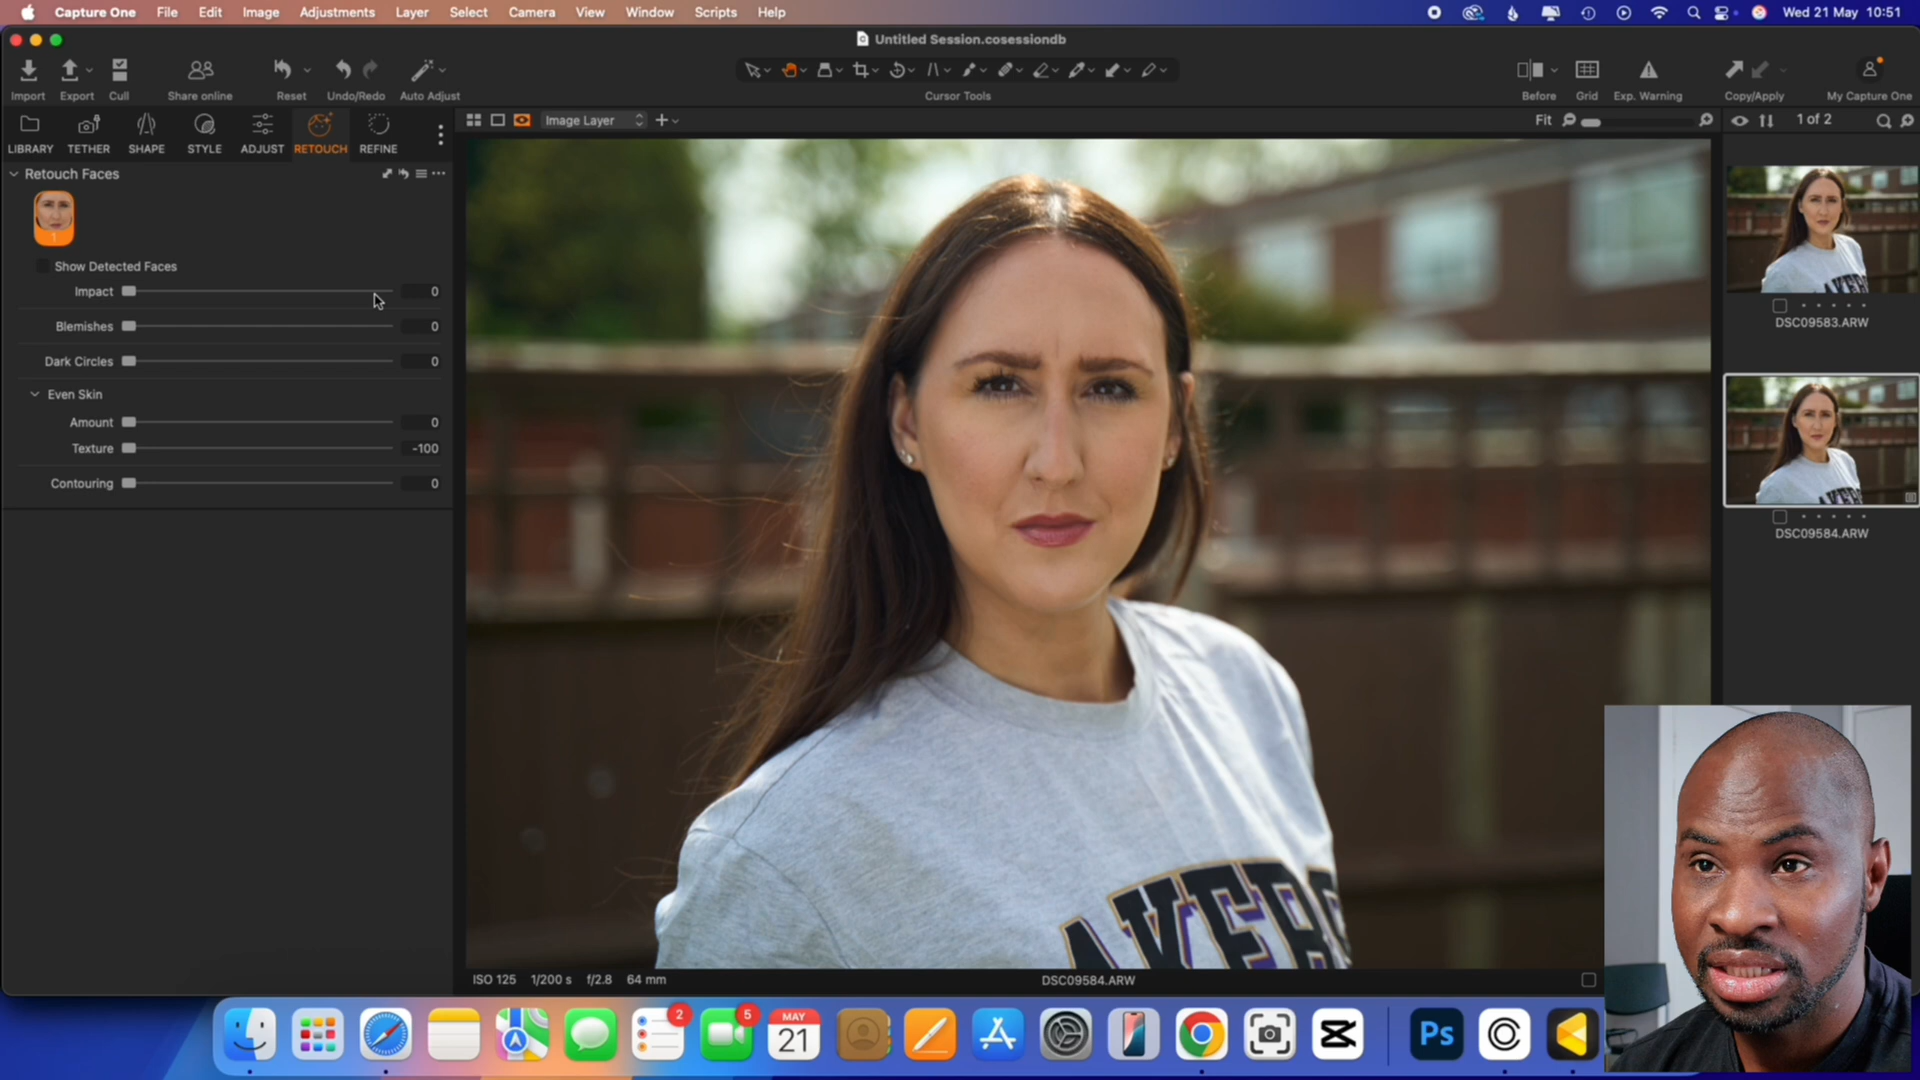 Capture One File Edit Image Adjustments Layer Select Camera View Window Scripts Help Wed 21 May 10:51
Untitled Session.cosessiondb
Import Export Cull Share online Reset Undo/Redo Auto Adjust Cursor Tools Before Grid Exp. Warning Copy/Apply My Capture One
LIBRARY TETHER SHAPE STYLE ADJUST RETOUCH REFINE
Image Layer
Fit
1 of 2
Retouch Faces
1
Show Detected Faces
Impact 0
Blemishes 0
Dark Circles 0
Even Skin
Amount 0
Texture -100
Contouring 0
DSC09583.ARW
DSC09584.ARW
AKERS
ISO 125 1/200 s f/2.8 64 mm
DSC09584.ARW
2
5
MAY
21
Ps